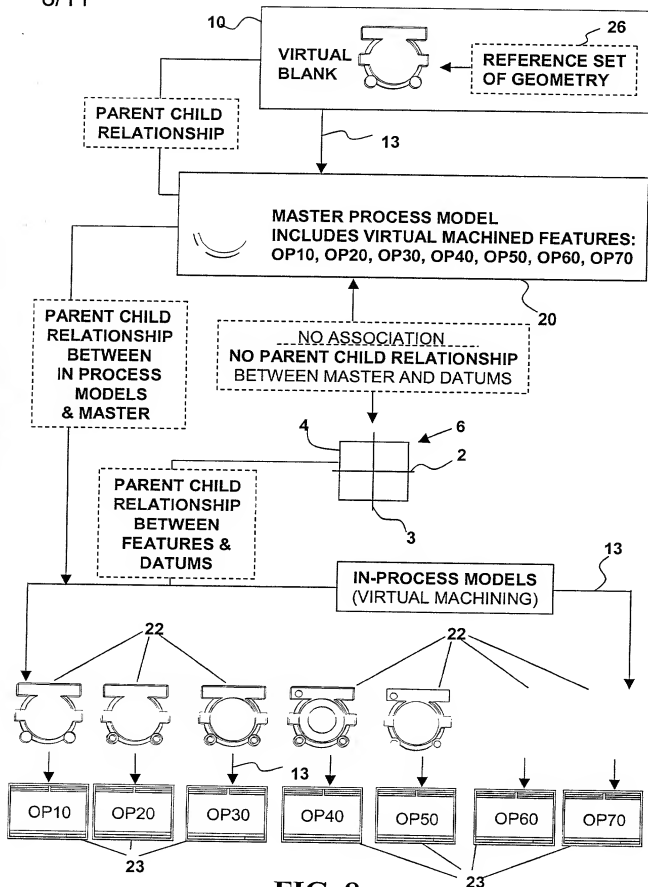 10
26
VIRTUAL
BLANK
REFERENCE SET
OF GEOMETRY
PARENT CHILD
RELATIONSHIP
13
MASTER PROCESS MODEL
INCLUDES VIRTUAL MACHINED FEATURES:
OP10, OP20, OP30, OP40, OP50, OP60, OP70
20
PARENT CHILD
RELATIONSHIP
BETWEEN
IN PROCESS
MODELS
& MASTER
NO ASSOCIATION
NO PARENT CHILD RELATIONSHIP
BETWEEN MASTER AND DATUMS
4
6
2
3
PARENT CHILD
RELATIONSHIP
BETWEEN
FEATURES &
DATUMS
IN-PROCESS MODELS
(VIRTUAL MACHINING)
13
22
22
13
OP10
OP20
OP30
OP40
OP50
OP60
OP70
23
23